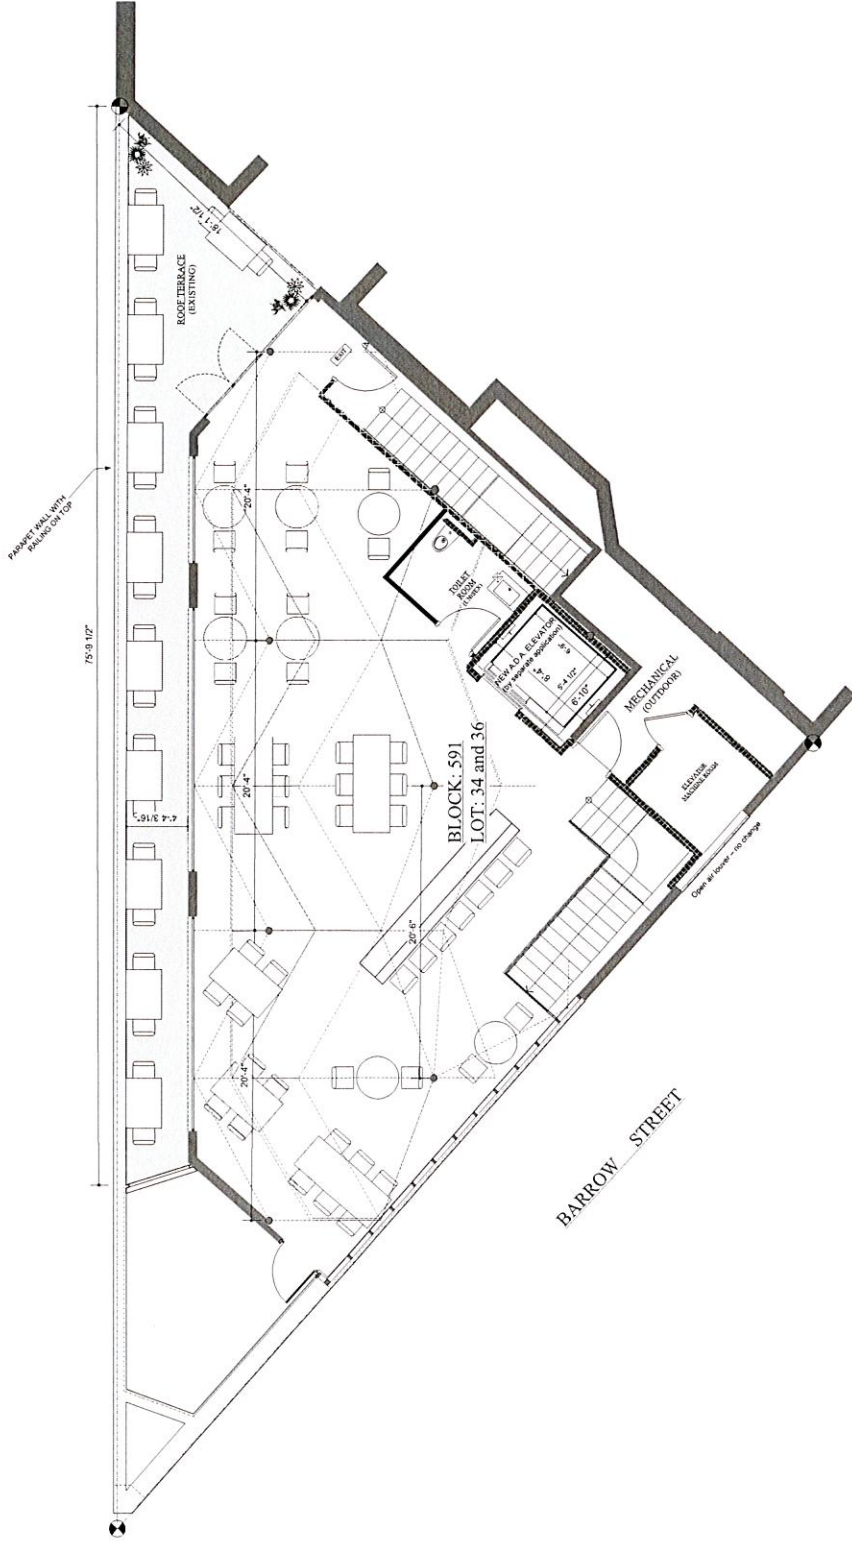 PARAPET WALL WITH
RAILING ON TOP
75'-9 1/2"
ROOF TERRACE
(EXISTING)
18'-1 1/2"
EXIT
20'-4"
TOILET
ROOM
(UNISEX)
NEW A.D.A. ELEVATOR
(by separate application)
5'-4 1/2"
6'-10"
MECHANICAL
(OUTDOOR)
ELEVATOR
MACHINE ROOM
4'-4 3/16"
20'-4"
BLOCK: 591
LOT: 34 and 36
20'-6"
Open air louver – no change
20'-4"
BARROW STREET